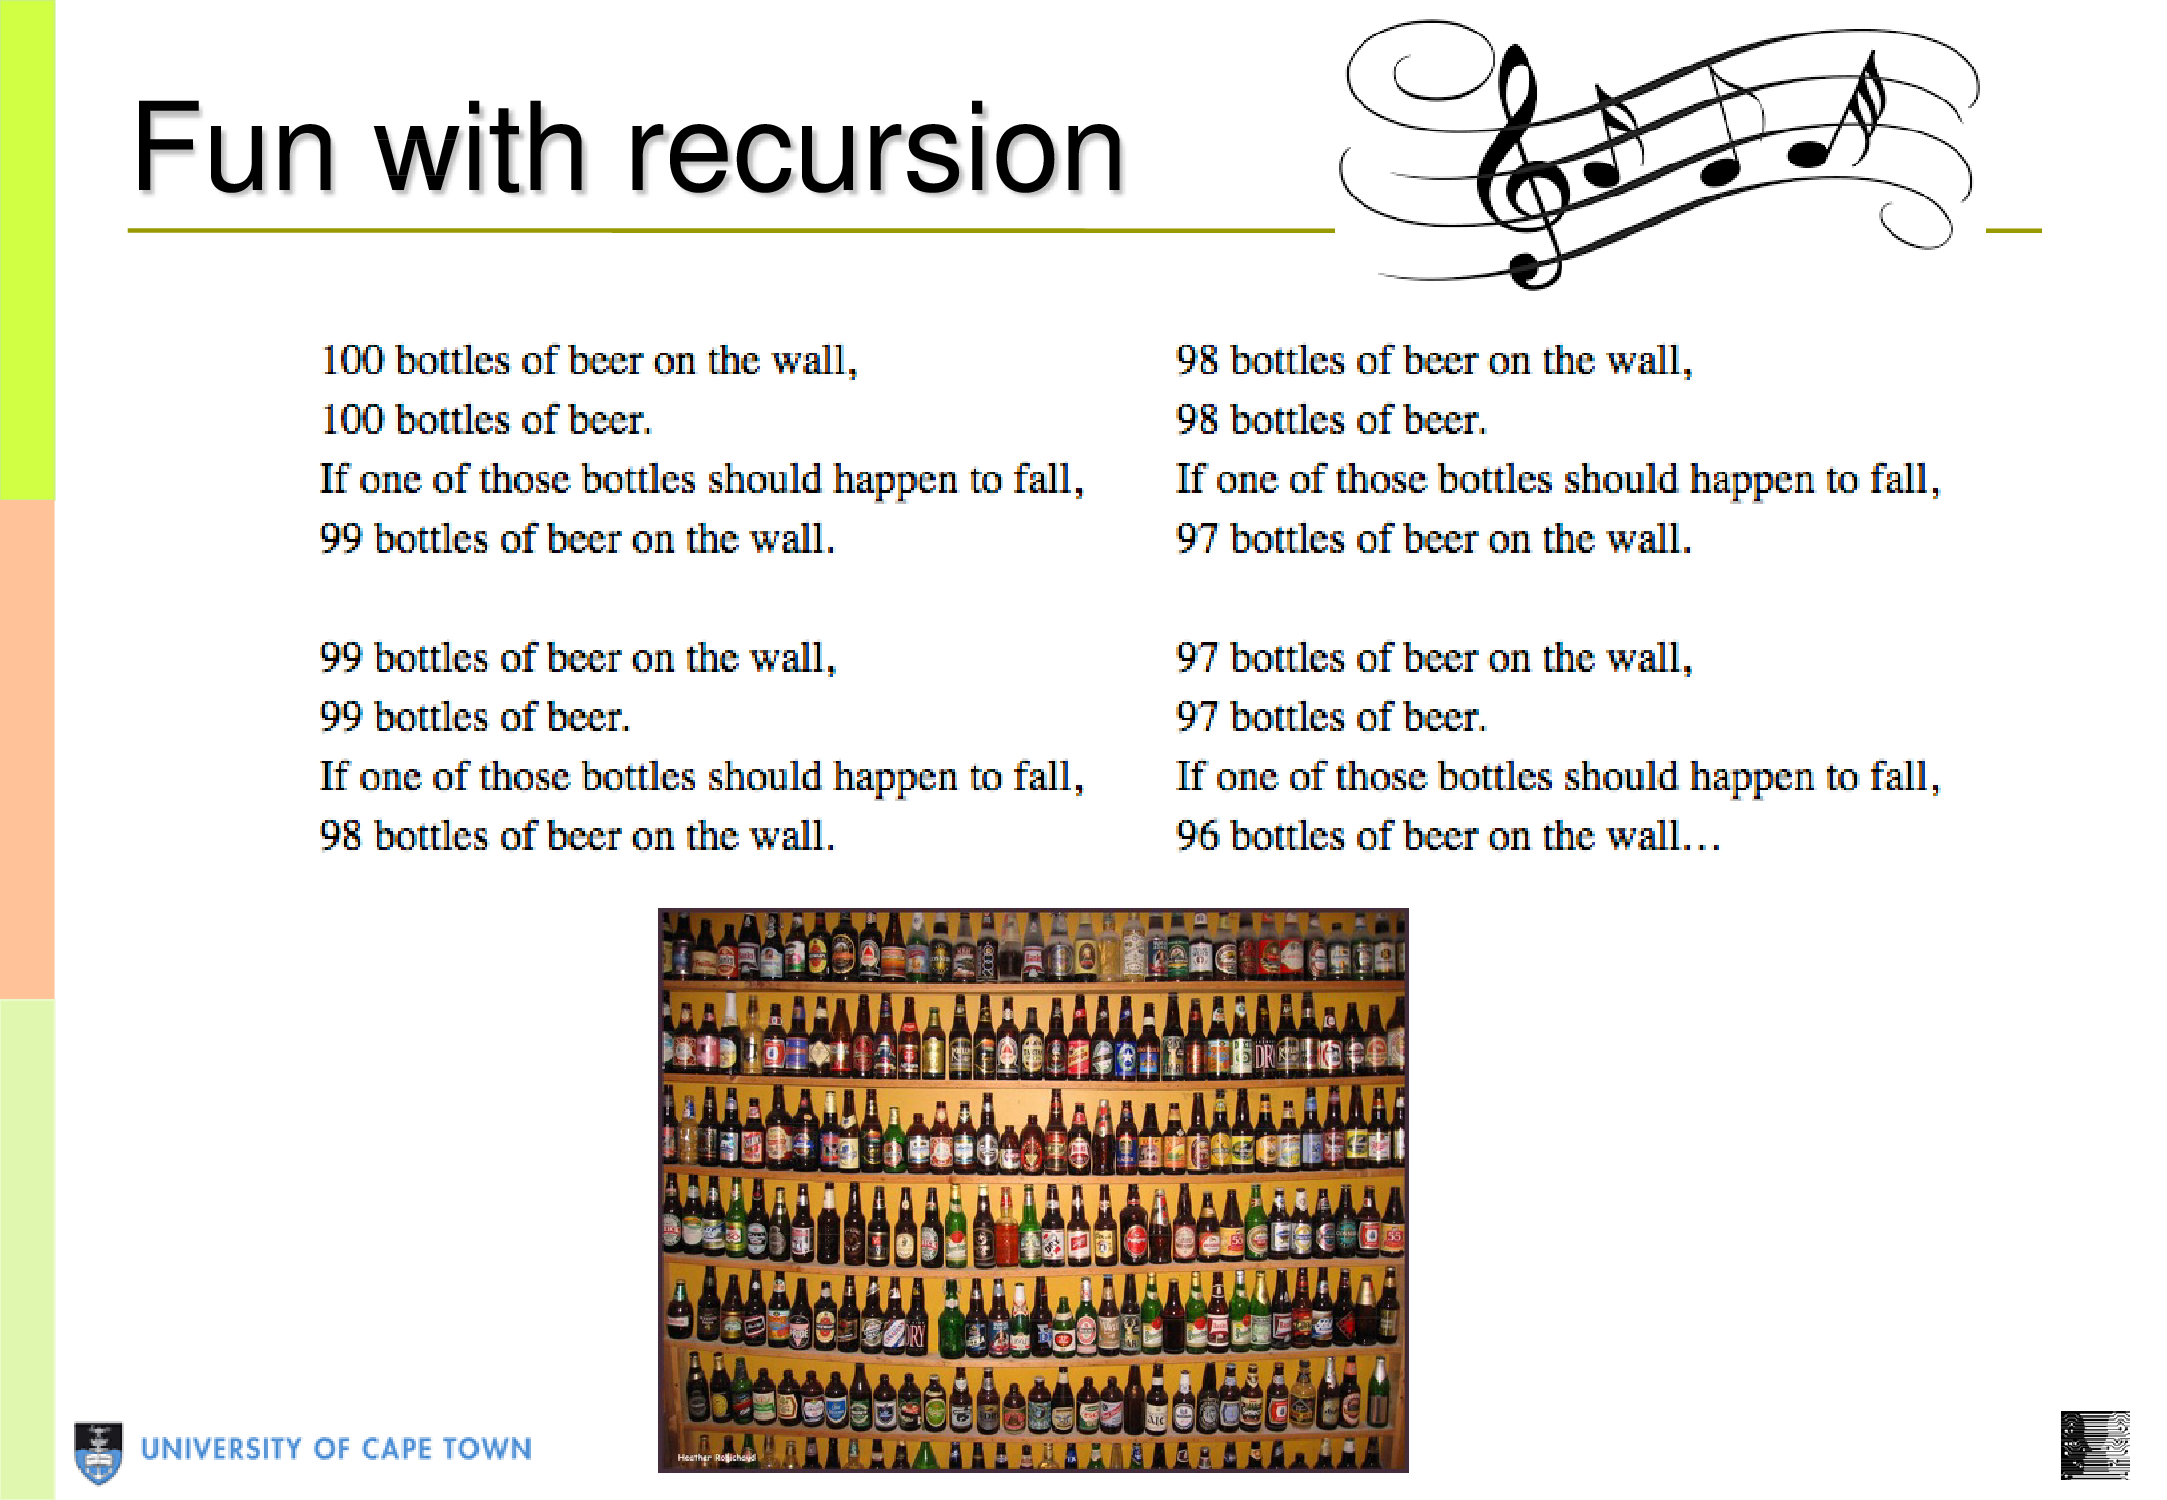 Fun with recursion
100 bottles of beer on the wall,
100 bottles of beer.
If one of those bottles should happen to fall,
99 bottles of beer on the wall.
99 bottles of beer on the wall,
99 bottles of beer.
If one of those bottles should happen to fall,
98 bottles of beer on the wall.
98 bottles of beer on the wall,
98 bottles of beer.
If one of those bottles should happen to fall,
97 bottles of beer on the wall.
97 bottles of beer on the wall,
97 bottles of beer.
If one of those bottles should happen to fall,
96 bottles of beer on the wall…
Heather
UNIVERSITY OF CAPE TOWN